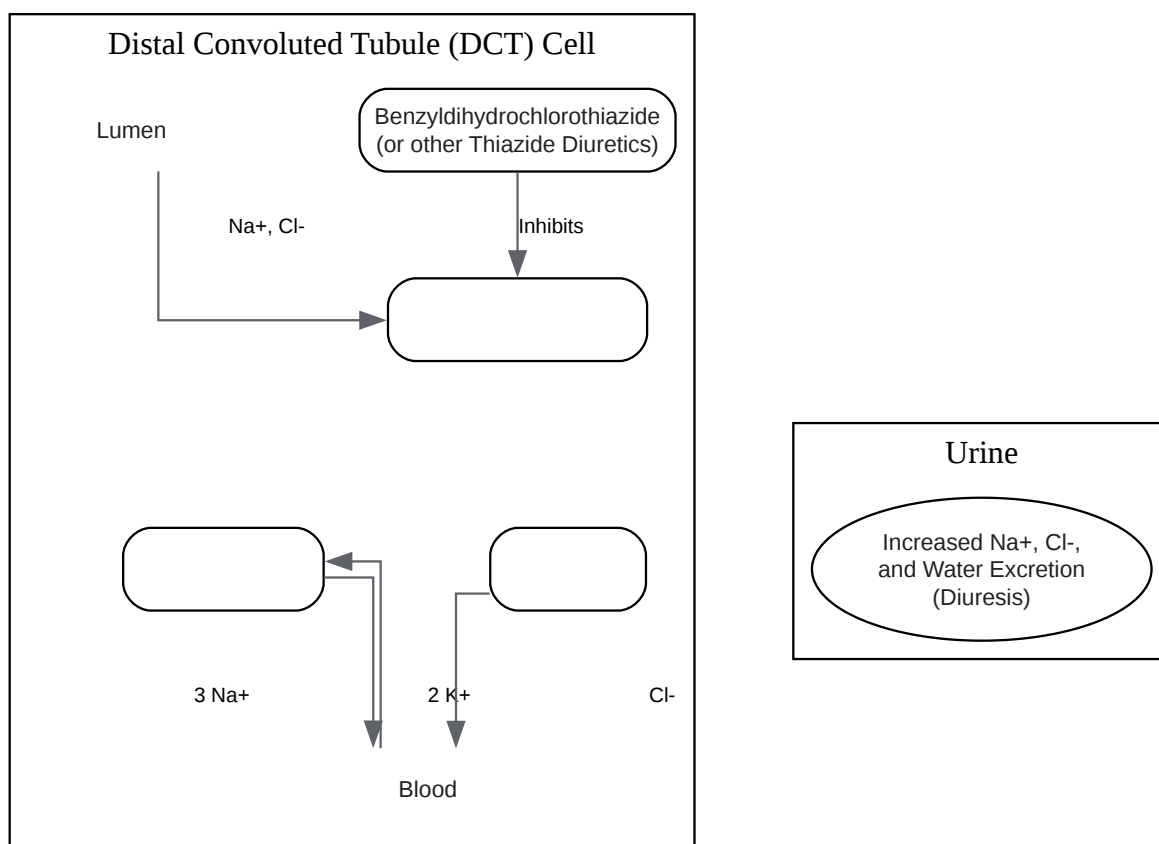 Distal Convoluted Tubule (DCT) Cell
Lumen
Benzyldihydrochlorothiazide
(or other Thiazide Diuretics)
Na+, Cl-
Inhibits
3 Na+
2 K+
Cl-
Blood
Urine
Increased Na+, Cl-,
and Water Excretion
(Diuresis)